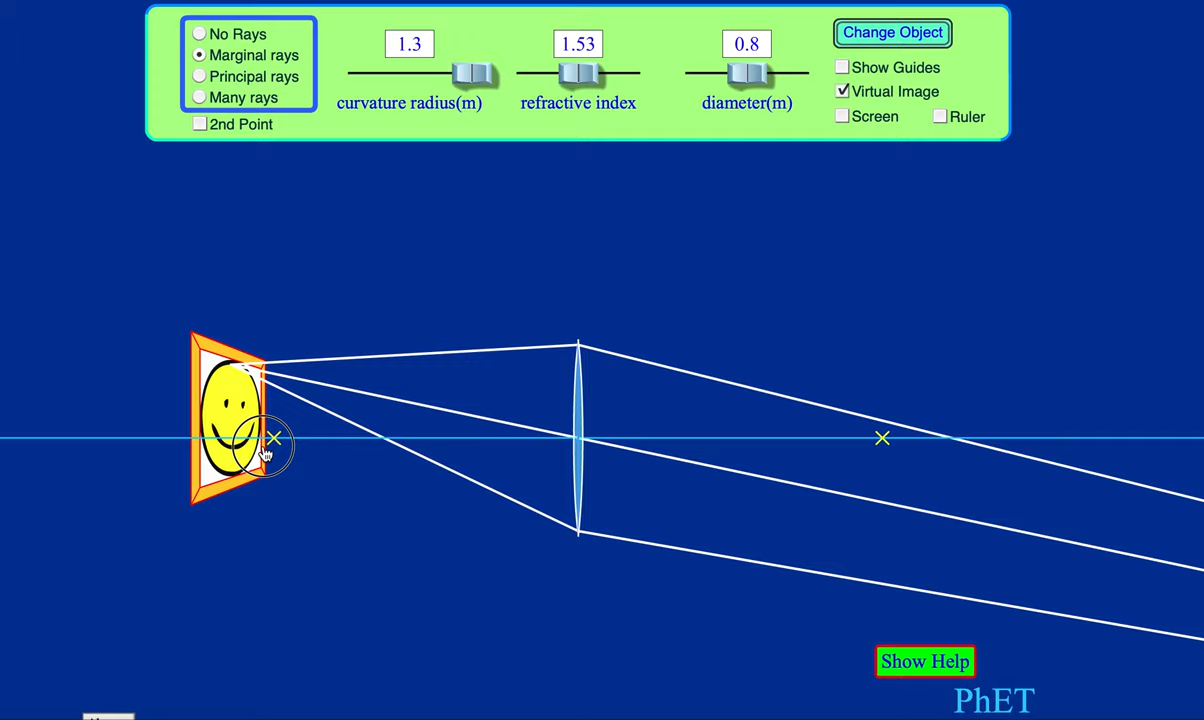 No Rays
Marginal rays
Principal rays
Many rays
2nd Point
1.3
curvature radius(m)
1.53
refractive index
0.8
diameter(m)
Change Object
Show Guides
Virtual Image
Screen
Ruler
Show Help
PhET